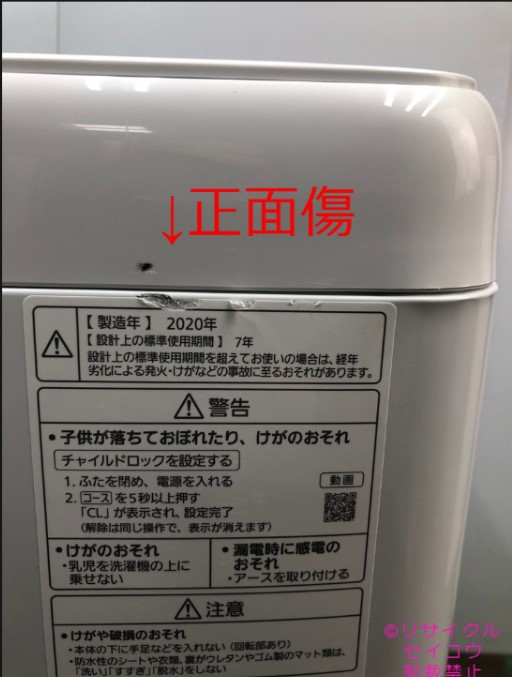 ↓正面傷
【製造年】 2020年
【設計上の標準使用期間】 7年
設計上の標準使用期間を超えてお使いの場合は、経年
劣化による発火・けがなどの事故に至るおそれがあります。
警告
• 子供が落ちておぼれたり、けがのおそれ
チャイルドロックを設定する
1. ふたを閉め、電源を入れる
動画
2. コース を5秒以上押す
「CL」が表示され、設定完了
(解除は同じ操作で、表示が消えます)
• けがのおそれ
・乳児を洗濯機の上に
乗せない
• 漏電時に感電の
おそれ
・アースを取り付ける
注意
• けがや破損のおそれ
・本体の下に手足などを入れない (回転部あり)
・防水性のシートや衣類、裏がウレタンやゴム製のマット類は、
「洗い」「すすぎ」「脱水」をしない
©リサイクル
セイコウ
転載禁止